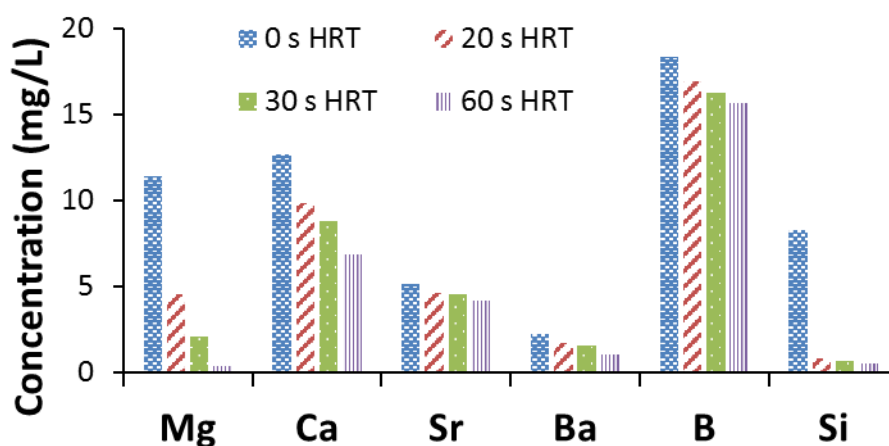 Concentration (mg/L)
20
15
10
5
0
0 s HRT
20 s HRT
30 s HRT
60 s HRT
Mg
Ca
Sr
Ba
B
Si